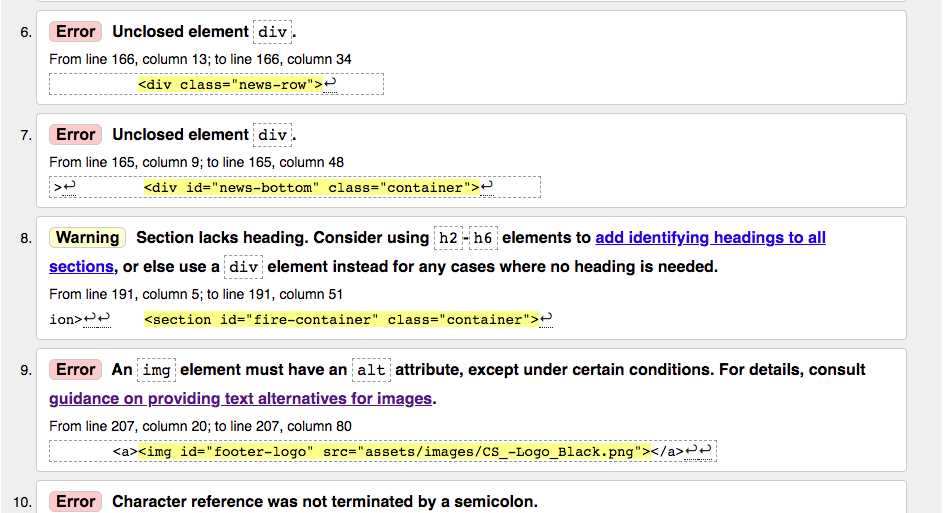 6. Error Unclosed element div.
From line 166, column 13; to line 166, column 34
<div class="news-row">↩
7. Error Unclosed element div.
From line 165, column 9; to line 165, column 48
>↩ <div id="news-bottom" class="container">↩
8. Warning Section lacks heading. Consider using h2-h6 elements to add identifying headings to all
sections, or else use a div element instead for any cases where no heading is needed.
From line 191, column 5; to line 191, column 51
ion>↩↩ <section id="fire-container" class="container">↩
9. Error An img element must have an alt attribute, except under certain conditions. For details, consult
guidance on providing text alternatives for images.
From line 207, column 20; to line 207, column 80
<a><img id="footer-logo" src="assets/images/CS_-Logo_Black.png"></a>↩↩
10. Error Character reference was not terminated by a semicolon.